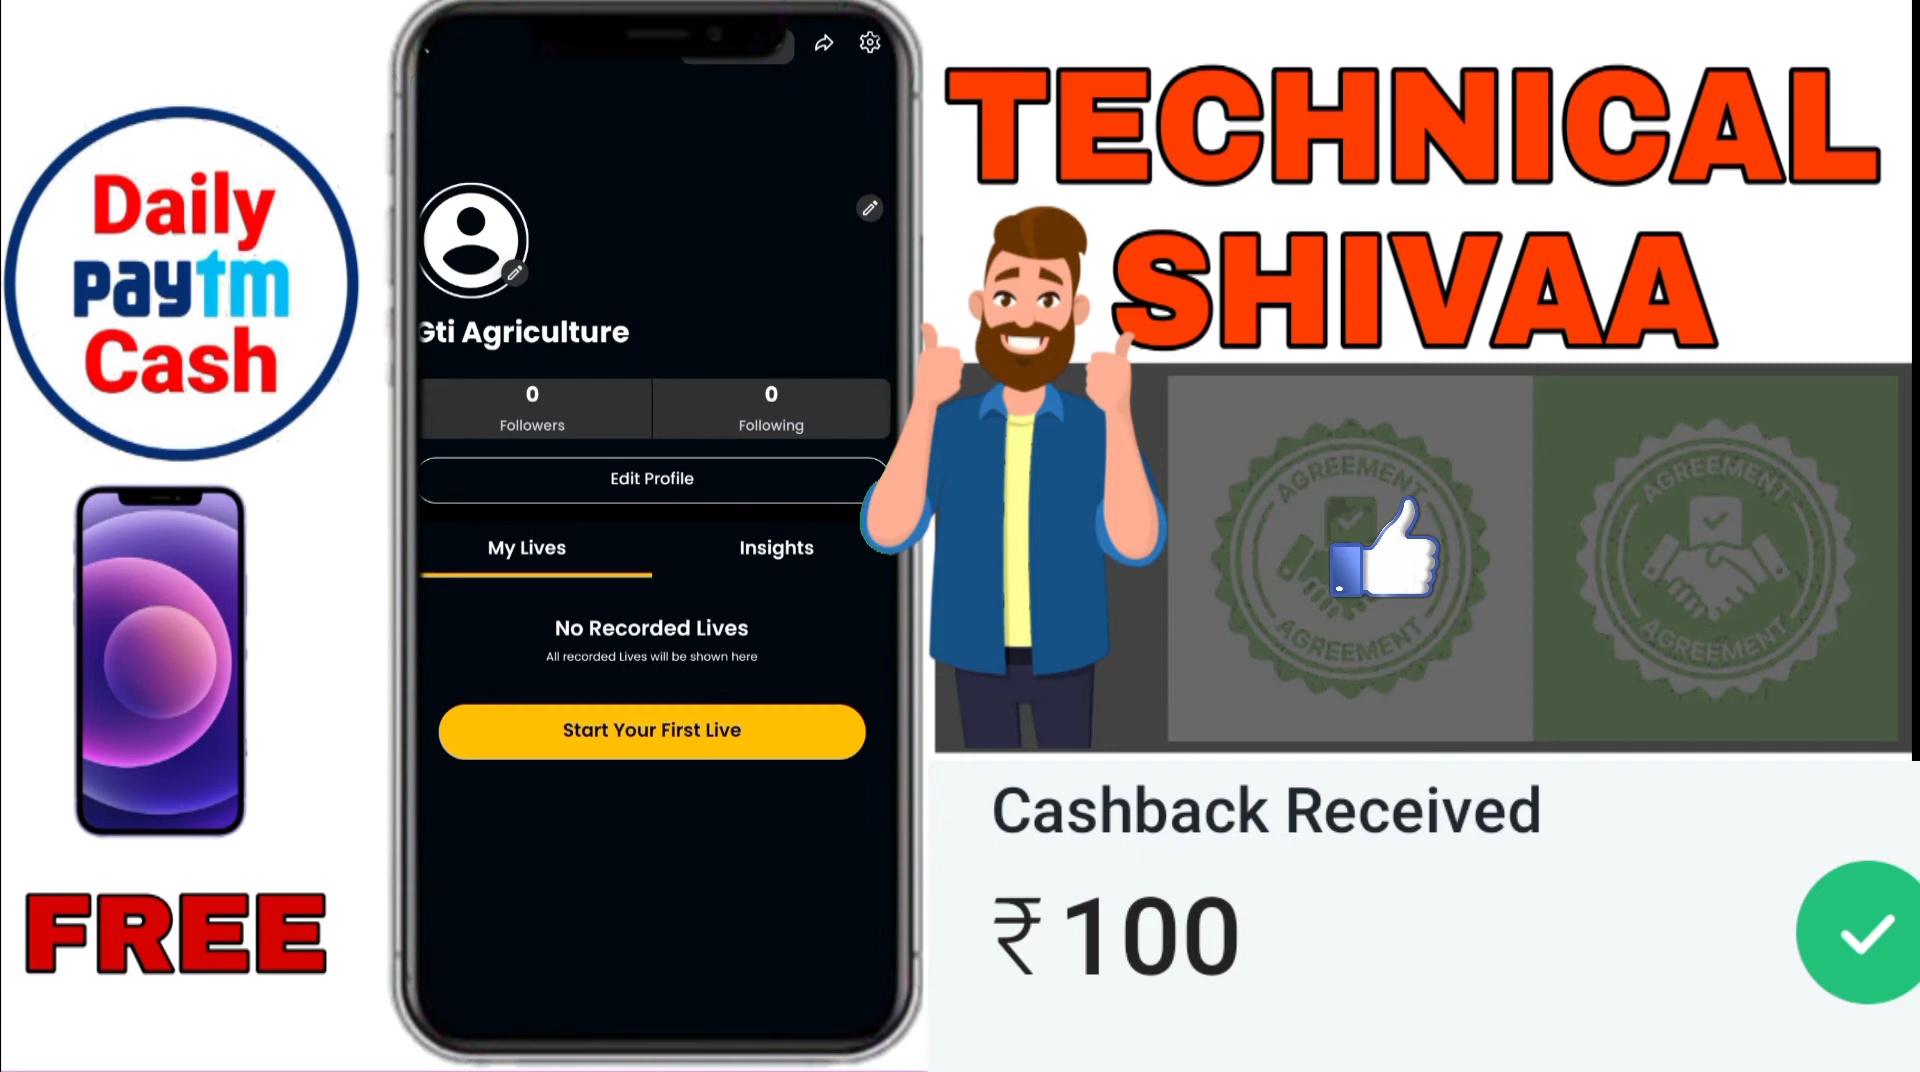 Daily
paytm
Cash
FREE
Gti Agriculture
0
Followers
0
Following
Edit Profile
My Lives
Insights
No Recorded Lives
All recorded Lives will be shown here
Start Your First Live
TECHNICAL
SHIVAA
AGREEMENT
AGREEMENT
AGREEMENT
AGREEMENT
Cashback Received
₹100